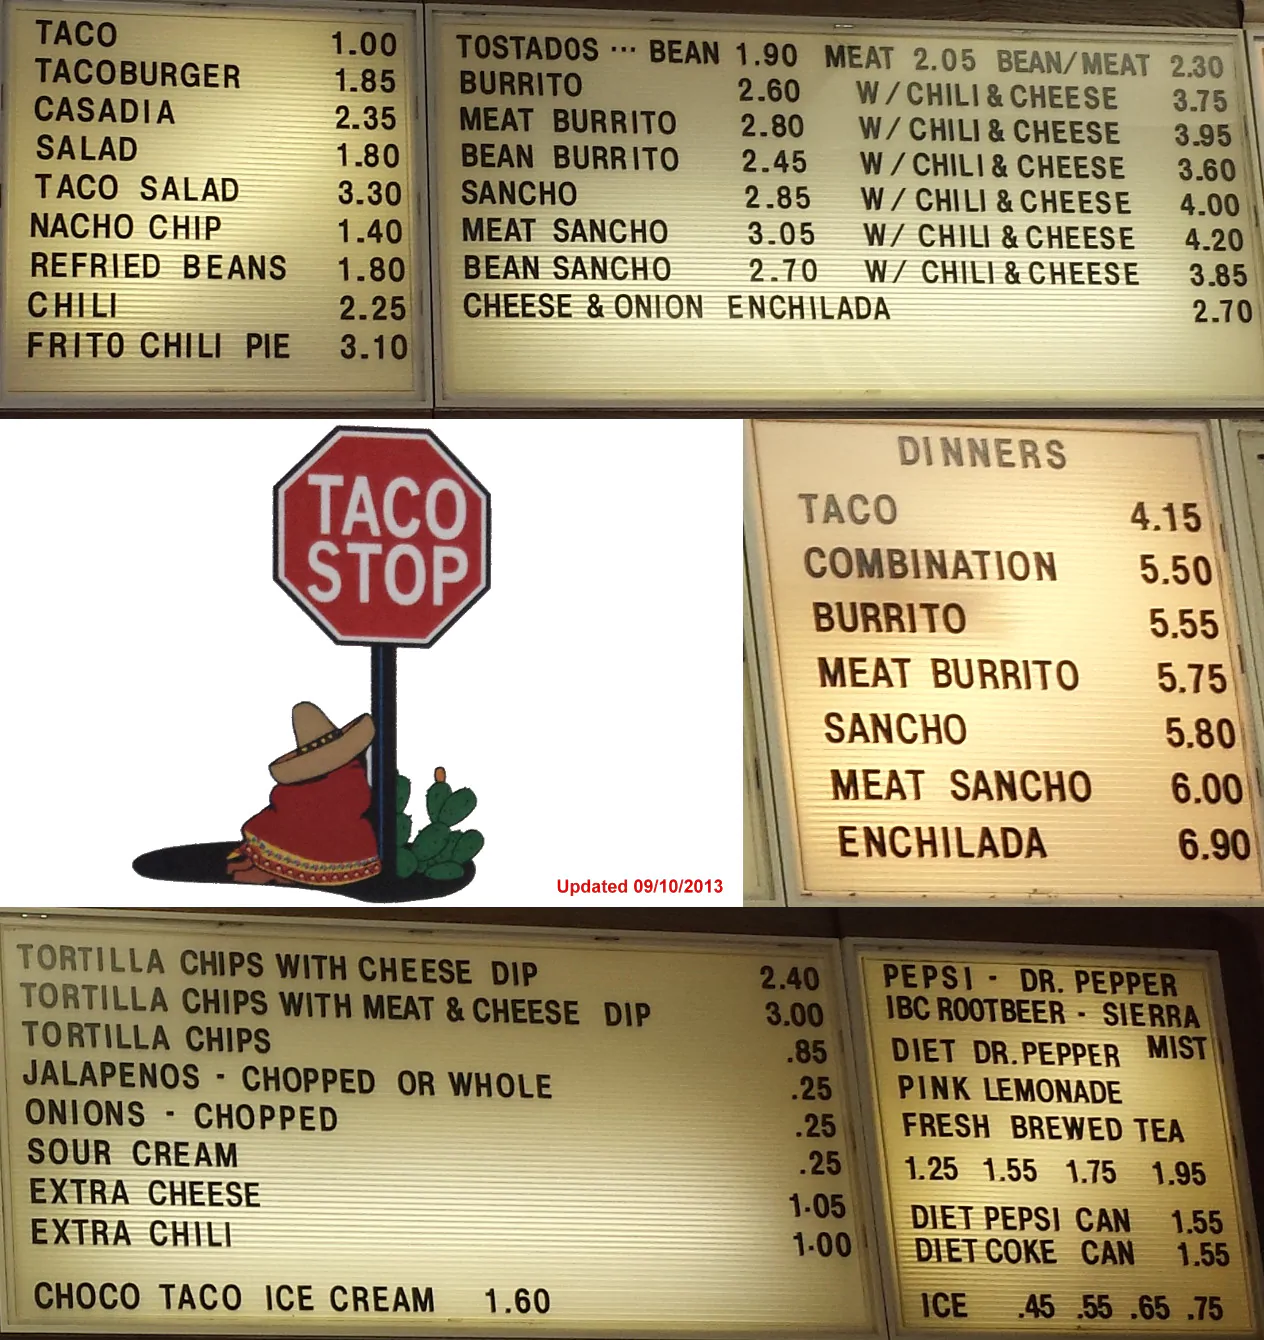 TACO 1.00
TACOBURGER 1.85
CASADIA 2.35
SALAD 1.80
TACO SALAD 3.30
NACHO CHIP 1.40
REFRIED BEANS 1.80
CHILI 2.25
FRITO CHILI PIE 3.10
TOSTADOS ··· BEAN 1.90 MEAT 2.05 BEAN/MEAT 2.30
BURRITO 2.60 W/CHILI & CHEESE 3.75
MEAT BURRITO 2.80 W/CHILI & CHEESE 3.95
BEAN BURRITO 2.45 W/CHILI & CHEESE 3.60
SANCHO 2.85 W/CHILI & CHEESE 4.00
MEAT SANCHO 3.05 W/ CHILI & CHEESE 4.20
BEAN SANCHO 2.70 W/ CHILI & CHEESE 3.85
CHEESE & ONION ENCHILADA 2.70
TACO
STOP
Updated 09/10/2013
DINNERS
TACO 4.15
COMBINATION 5.50
BURRITO 5.55
MEAT BURRITO 5.75
SANCHO 5.80
MEAT SANCHO 6.00
ENCHILADA 6.90
TORTILLA CHIPS WITH CHEESE DIP 2.40
TORTILLA CHIPS WITH MEAT & CHEESE DIP 3.00
TORTILLA CHIPS .85
JALAPENOS - CHOPPED OR WHOLE .25
ONIONS - CHOPPED .25
SOUR CREAM .25
EXTRA CHEESE 1.05
EXTRA CHILI 1.00
CHOCO TACO ICE CREAM 1.60
PEPSI - DR. PEPPER
IBC ROOTBEER - SIERRA
DIET DR. PEPPER MIST
PINK LEMONADE
FRESH BREWED TEA
1.25 1.55 1.75 1.95
DIET PEPSI CAN 1.55
DIET COKE CAN 1.55
ICE .45 .55 .65 .75